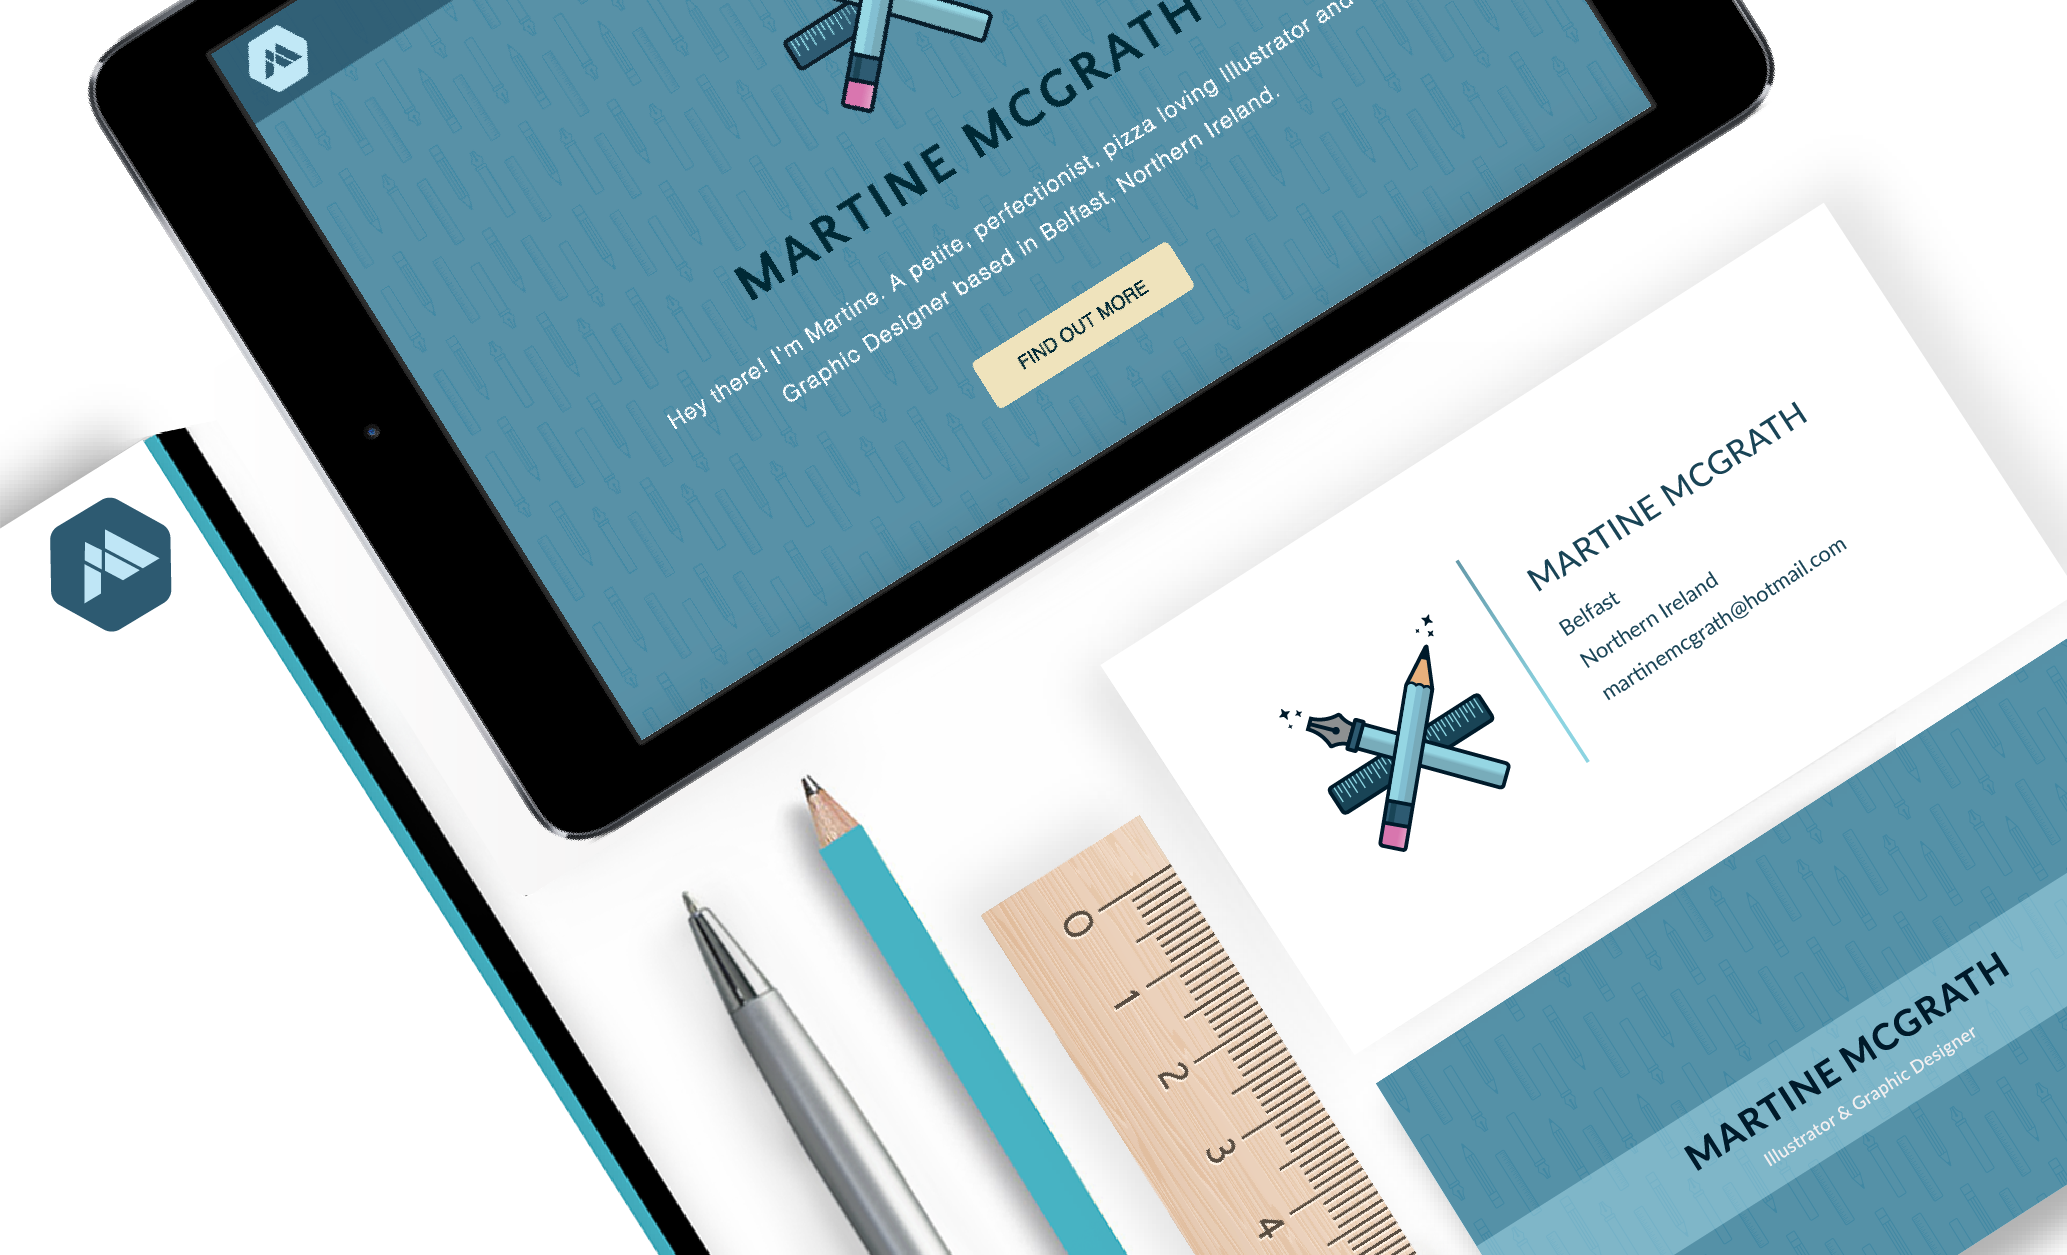 MARTINE MCGRATH
Hey there! I'm Martine. A petite, perfectionist, pizza loving Illustrator and
Graphic Designer based in Belfast, Northern Ireland.
FIND OUT MORE
MARTINE MCGRATH
Belfast
Northern Ireland
martinemcgrath@hotmail.com
MARTINE MCGRATH
Illustrator & Graphic Designer
0
1
2
3
4